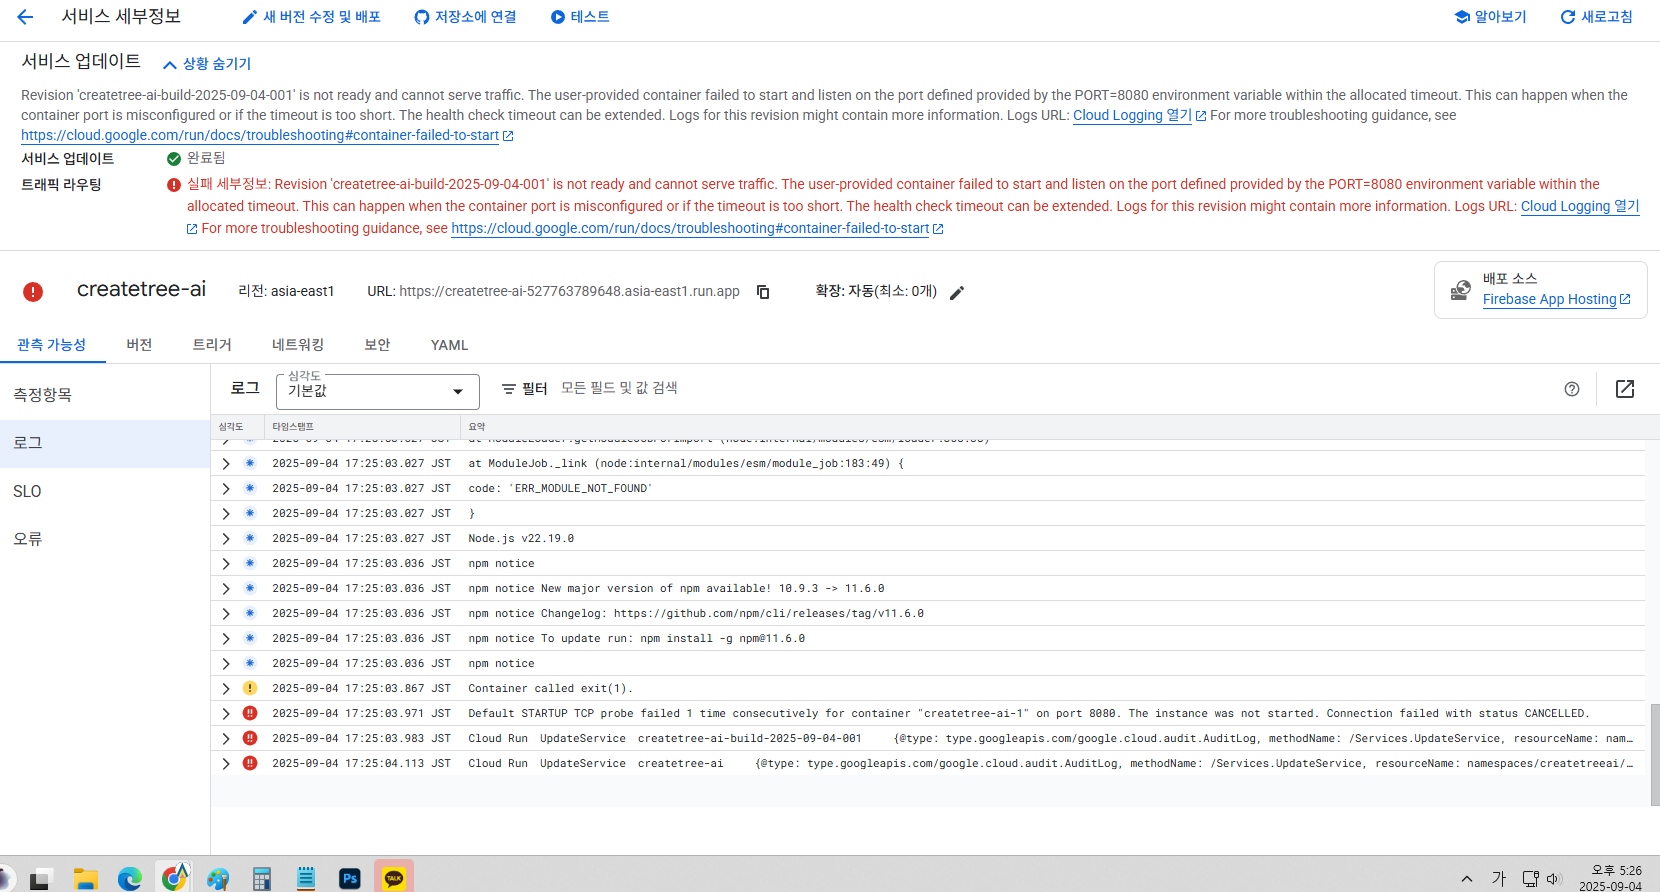 서비스 세부정보 새 버전 수정 및 배포 저장소에 연결 테스트 알아보기 새로고침
서비스 업데이트 상황 숨기기
Revision 'createtree-ai-build-2025-09-04-001' is not ready and cannot serve traffic. The user-provided container failed to start and listen on the port defined provided by the PORT=8080 environment variable within the allocated timeout. This can happen when the
container port is misconfigured or if the timeout is too short. The health check timeout can be extended. Logs for this revision might contain more information. Logs URL: Cloud Logging 열기 For more troubleshooting guidance, see
https://cloud.google.com/run/docs/troubleshooting#container-failed-to-start
서비스 업데이트 완료됨
트래픽 라우팅 실패 세부정보: Revision 'createtree-ai-build-2025-09-04-001' is not ready and cannot serve traffic. The user-provided container failed to start and listen on the port defined provided by the PORT=8080 environment variable within the
allocated timeout. This can happen when the container port is misconfigured or if the timeout is too short. The health check timeout can be extended. Logs for this revision might contain more information. Logs URL: Cloud Logging 열기
For more troubleshooting guidance, see https://cloud.google.com/run/docs/troubleshooting#container-failed-to-start
createtree-ai 리전: asia-east1 URL: https://createtree-ai-527763789648.asia-east1.run.app 확장: 자동(최소: 0개)
배포 소스
Firebase App Hosting
관측 가능성 버전 트리거 네트워킹 보안 YAML
측정항목
로그
SLO
오류
로그 심각도 기본값 필터 모든 필드 및 값 검색
심각도 타임스탬프 요약
2025-09-04 17:25:03.027 JST at ModuleLoader.getModuleJobForImport (node:internal/modules/esm/loader
2025-09-04 17:25:03.027 JST at ModuleJob._link (node:internal/modules/esm/module_job:183:49) {
2025-09-04 17:25:03.027 JST code: 'ERR_MODULE_NOT_FOUND'
2025-09-04 17:25:03.027 JST }
2025-09-04 17:25:03.027 JST Node.js v22.19.0
2025-09-04 17:25:03.036 JST npm notice
2025-09-04 17:25:03.036 JST npm notice New major version of npm available! 10.9.3 -> 11.6.0
2025-09-04 17:25:03.036 JST npm notice Changelog: https://github.com/npm/cli/releases/tag/v11.6.0
2025-09-04 17:25:03.036 JST npm notice To update run: npm install -g npm@11.6.0
2025-09-04 17:25:03.036 JST npm notice
2025-09-04 17:25:03.867 JST Container called exit(1).
2025-09-04 17:25:03.971 JST Default STARTUP TCP probe failed 1 time consecutively for container "createtree-ai-1" on port 8080. The instance was not started. Connection failed with status CANCELLED.
2025-09-04 17:25:03.983 JST Cloud Run UpdateService createtree-ai-build-2025-09-04-001 {@type: type.googleapis.com/google.cloud.audit.AuditLog, methodName: /Services.UpdateService, resourceName: nam…
2025-09-04 17:25:04.113 JST Cloud Run UpdateService createtree-ai {@type: type.googleapis.com/google.cloud.audit.AuditLog, methodName: /Services.UpdateService, resourceName: namespaces/createtreeai/…
Ps TALK 가 오후 5:26
2025-09-04